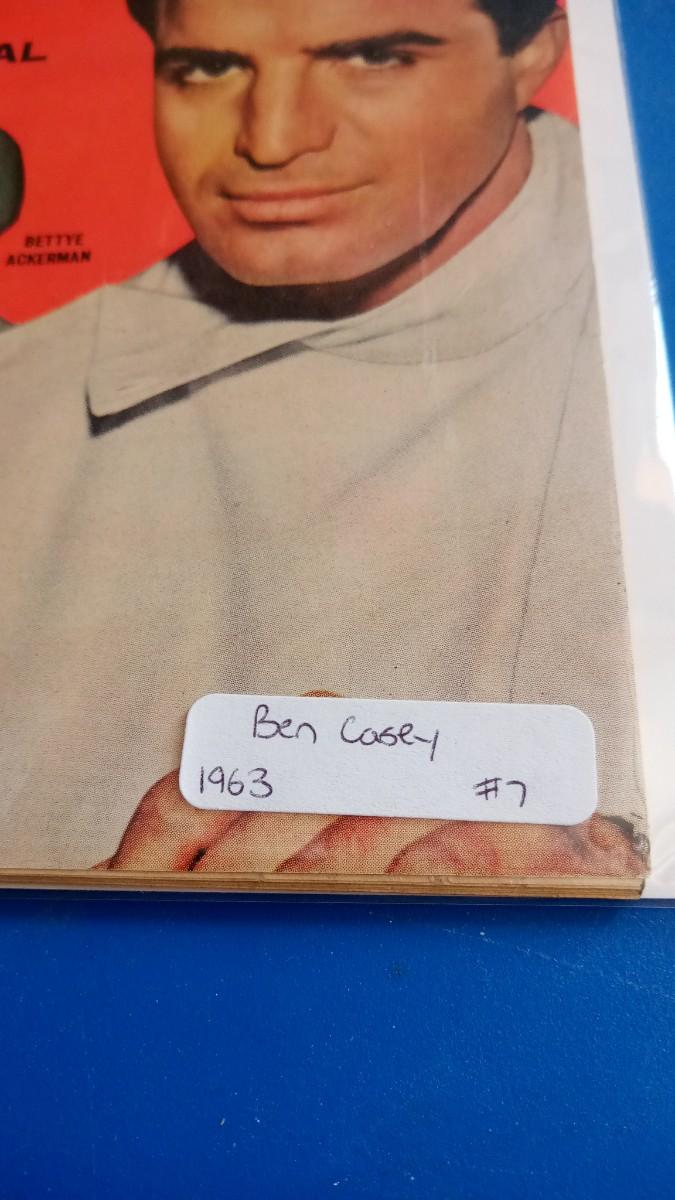 AL
BETTYE
ACKERMAN
Ben Casey
1963 #7